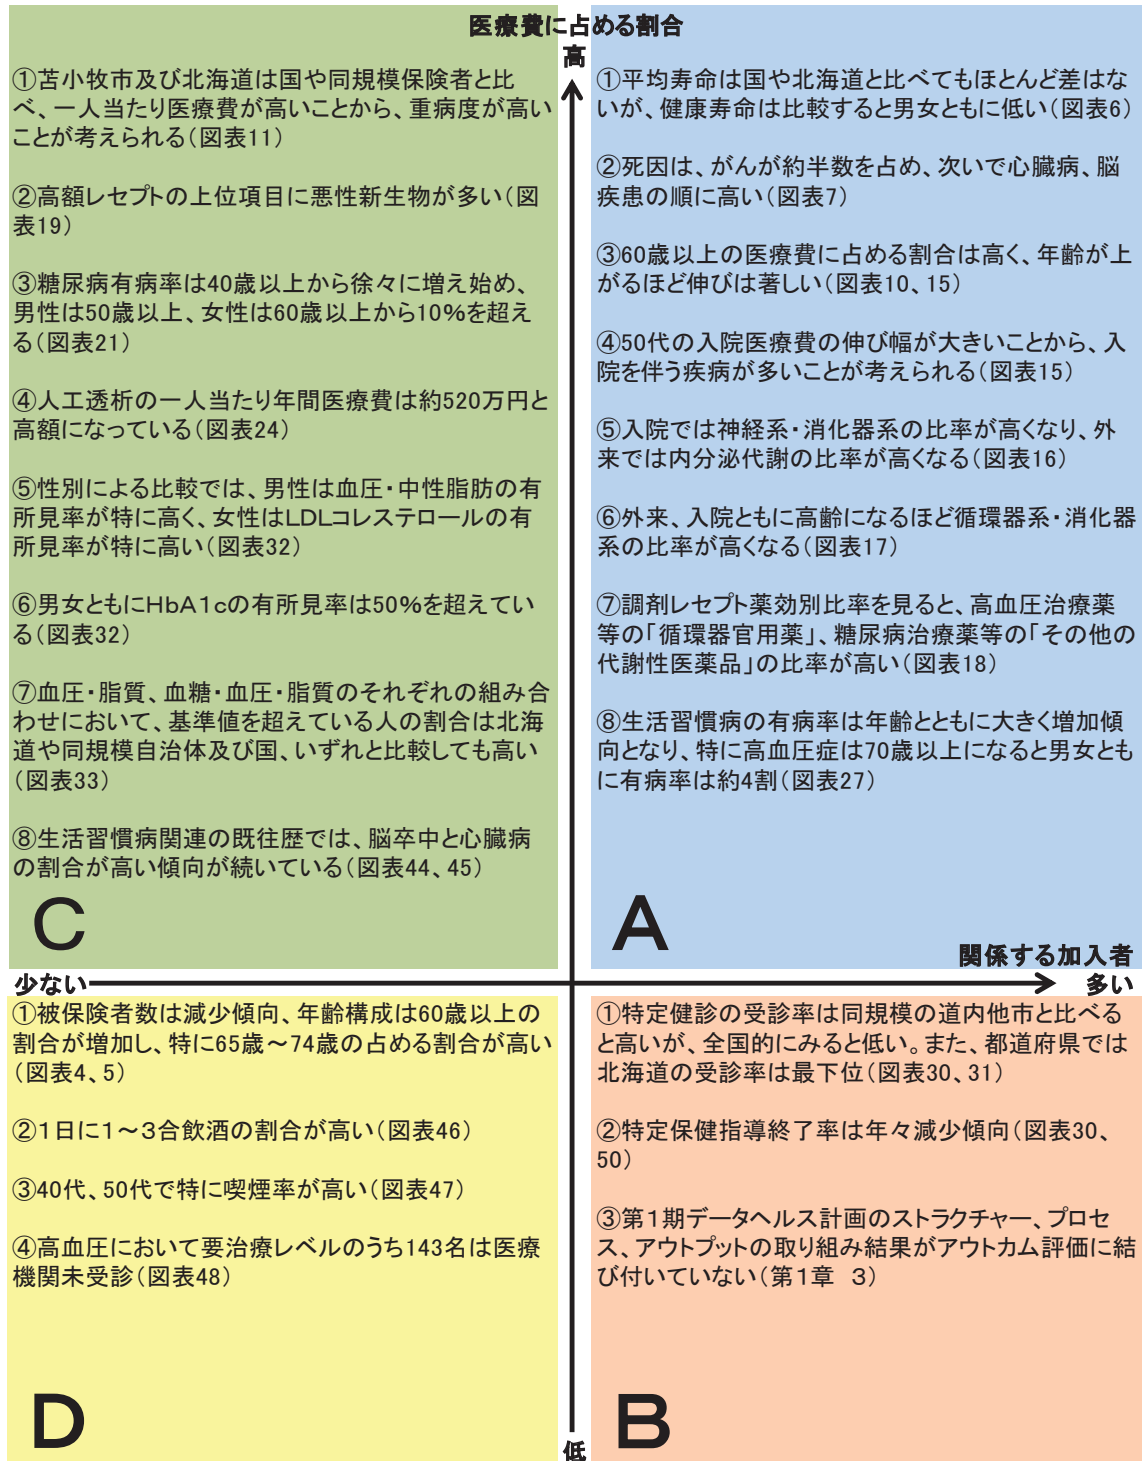 医療費に占める割合
高
①苫小牧市及び北海道は国や同規模保険者と比
べ、一人当たり医療費が高いことから、重病度が高い
ことが考えられる（図表11）
②高額レセプトの上位項目に悪性新生物が多い（図
表19）
③糖尿病有病率は40歳以上から徐々に増え始め、
男性は50歳以上、女性は60歳以上から10％を超え
る（図表21）
④人工透析の一人当たり年間医療費は約520万円と
高額になっている（図表24）
⑤性別による比較では、男性は血圧・中性脂肪の有
所見率が特に高く、女性はLDLコレステロールの有
所見率が特に高い（図表32）
⑥男女ともにHbA1cの有所見率は50％を超えてい
る（図表32）
⑦血圧・脂質、血糖・血圧・脂質のそれぞれの組み合
わせにおいて、基準値を超えている人の割合は北海
道や同規模自治体及び国、いずれと比較しても高い
（図表33）
⑧生活習慣病関連の既往歴では、脳卒中と心臓病
の割合が高い傾向が続いている（図表44、45）
C
①平均寿命は国や北海道と比べてもほとんど差はな
いが、健康寿命は比較すると男女ともに低い（図表6）
②死因は、がんが約半数を占め、次いで心臓病、脳
疾患の順に高い（図表7）
③60歳以上の医療費に占める割合は高く、年齢が上
がるほど伸びは著しい（図表10、15）
④50代の入院医療費の伸び幅が大きいことから、入
院を伴う疾病が多いことが考えられる（図表15）
⑤入院では神経系・消化器系の比率が高くなり、外
来では内分泌代謝の比率が高くなる（図表16）
⑥外来、入院ともに高齢になるほど循環器系・消化器
系の比率が高くなる（図表17）
⑦調剤レセプト薬効別比率を見ると、高血圧治療薬
等の「循環器官用薬」、糖尿病治療薬等の「その他の
代謝性医薬品」の比率が高い（図表18）
⑧生活習慣病の有病率は年齢とともに大きく増加傾
向となり、特に高血圧症は70歳以上になると男女とも
に有病率は約4割（図表27）
A
関係する加入者
少ない
多い
①被保険者数は減少傾向、年齢構成は60歳以上の
割合が増加し、特に65歳～74歳の占める割合が高い
（図表4、5）
②１日に１～３合飲酒の割合が高い（図表46）
③40代、50代で特に喫煙率が高い（図表47）
④高血圧において要治療レベルのうち143名は医療
機関未受診（図表48）
D
①特定健診の受診率は同規模の道内他市と比べる
と高いが、全国的にみると低い。また、都道府県では
北海道の受診率は最下位（図表30、31）
②特定保健指導終了率は年々減少傾向（図表30、
50）
③第１期データヘルス計画のストラクチャー、プロセ
ス、アウトプットの取り組み結果がアウトカム評価に結
び付いていない（第１章　３）
B
低